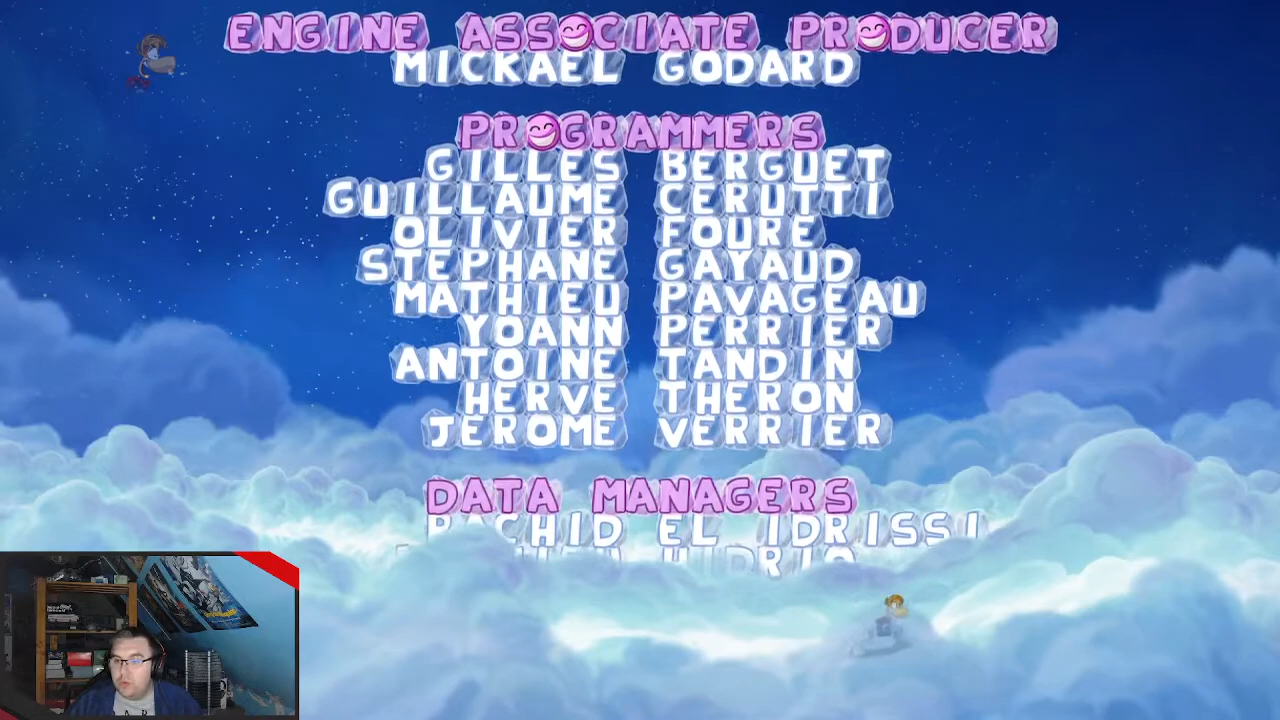 ENGINE ASSOCIATE PRODUCER
MICKAEL GODARD
PROGRAMMERS
GILLES BERGUET
GUILLAUME CERUTTI
OLIVIER FOURE
STEPHANE GAYAUD
MATHIEU PAVAGEAU
YOANN PERRIER
ANTOINE TANDIN
HERVE THERON
JEROME VERRIER
DATA MANAGERS
RACHID EL IDRISSI